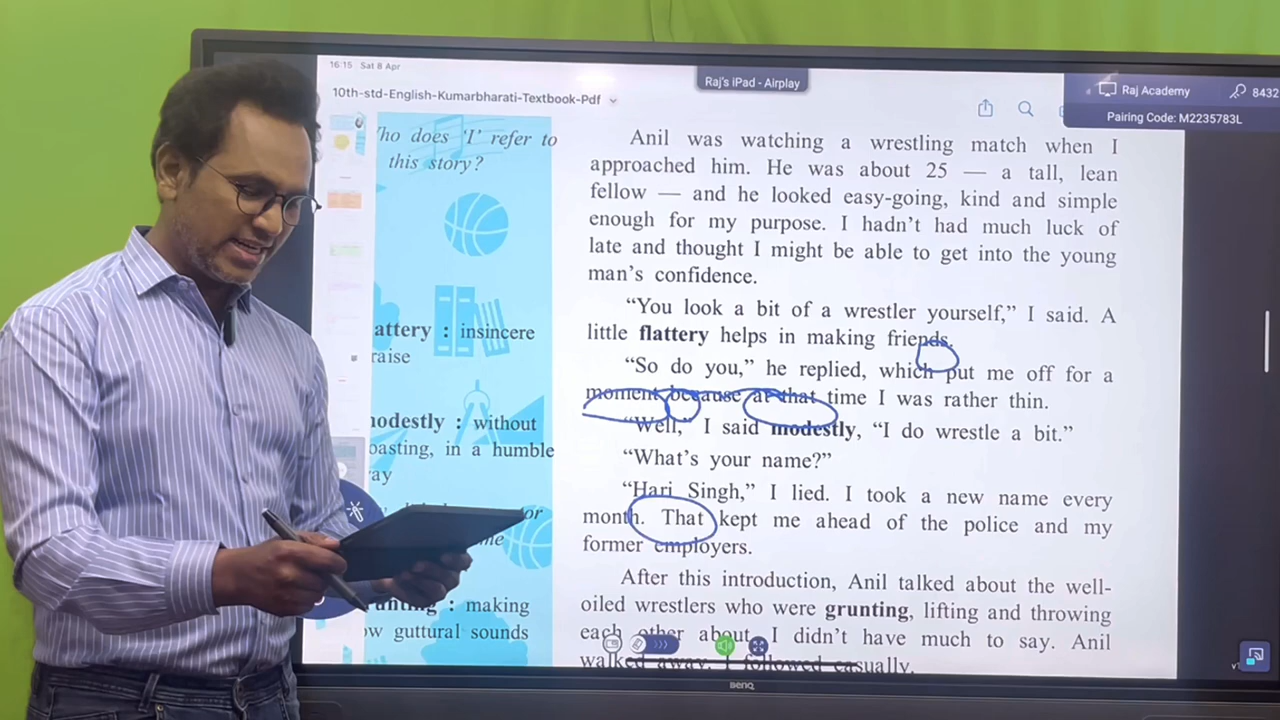 16:15 Sat 8 Apr
Raj's iPad - Airplay
Raj Academy
8432
Pairing Code: M2235783L
10th-std-English-Kumarbharati-Textbook-Pdf
ho does 'I' refer to
this story?
attery : insincere
raise
nodestly : without
oasting, in a humble
ay
or
me
unting : making
ow guttural sounds
Anil was watching a wrestling match when I
approached him. He was about 25 — a tall, lean
fellow — and he looked easy-going, kind and simple
enough for my purpose. I hadn't had much luck of
late and thought I might be able to get into the young
man's confidence.
"You look a bit of a wrestler yourself," I said. A
little flattery helps in making friends.
"So do you," he replied, which put me off for a
moment because at that time I was rather thin.
"Well," I said modestly, "I do wrestle a bit."
"What's your name?"
"Hari Singh," I lied. I took a new name every
month. That kept me ahead of the police and my
former employers.
After this introduction, Anil talked about the well-
oiled wrestlers who were grunting, lifting and throwing
each other about. I didn't have much to say. Anil
walked away. I followed casually.
BenQ